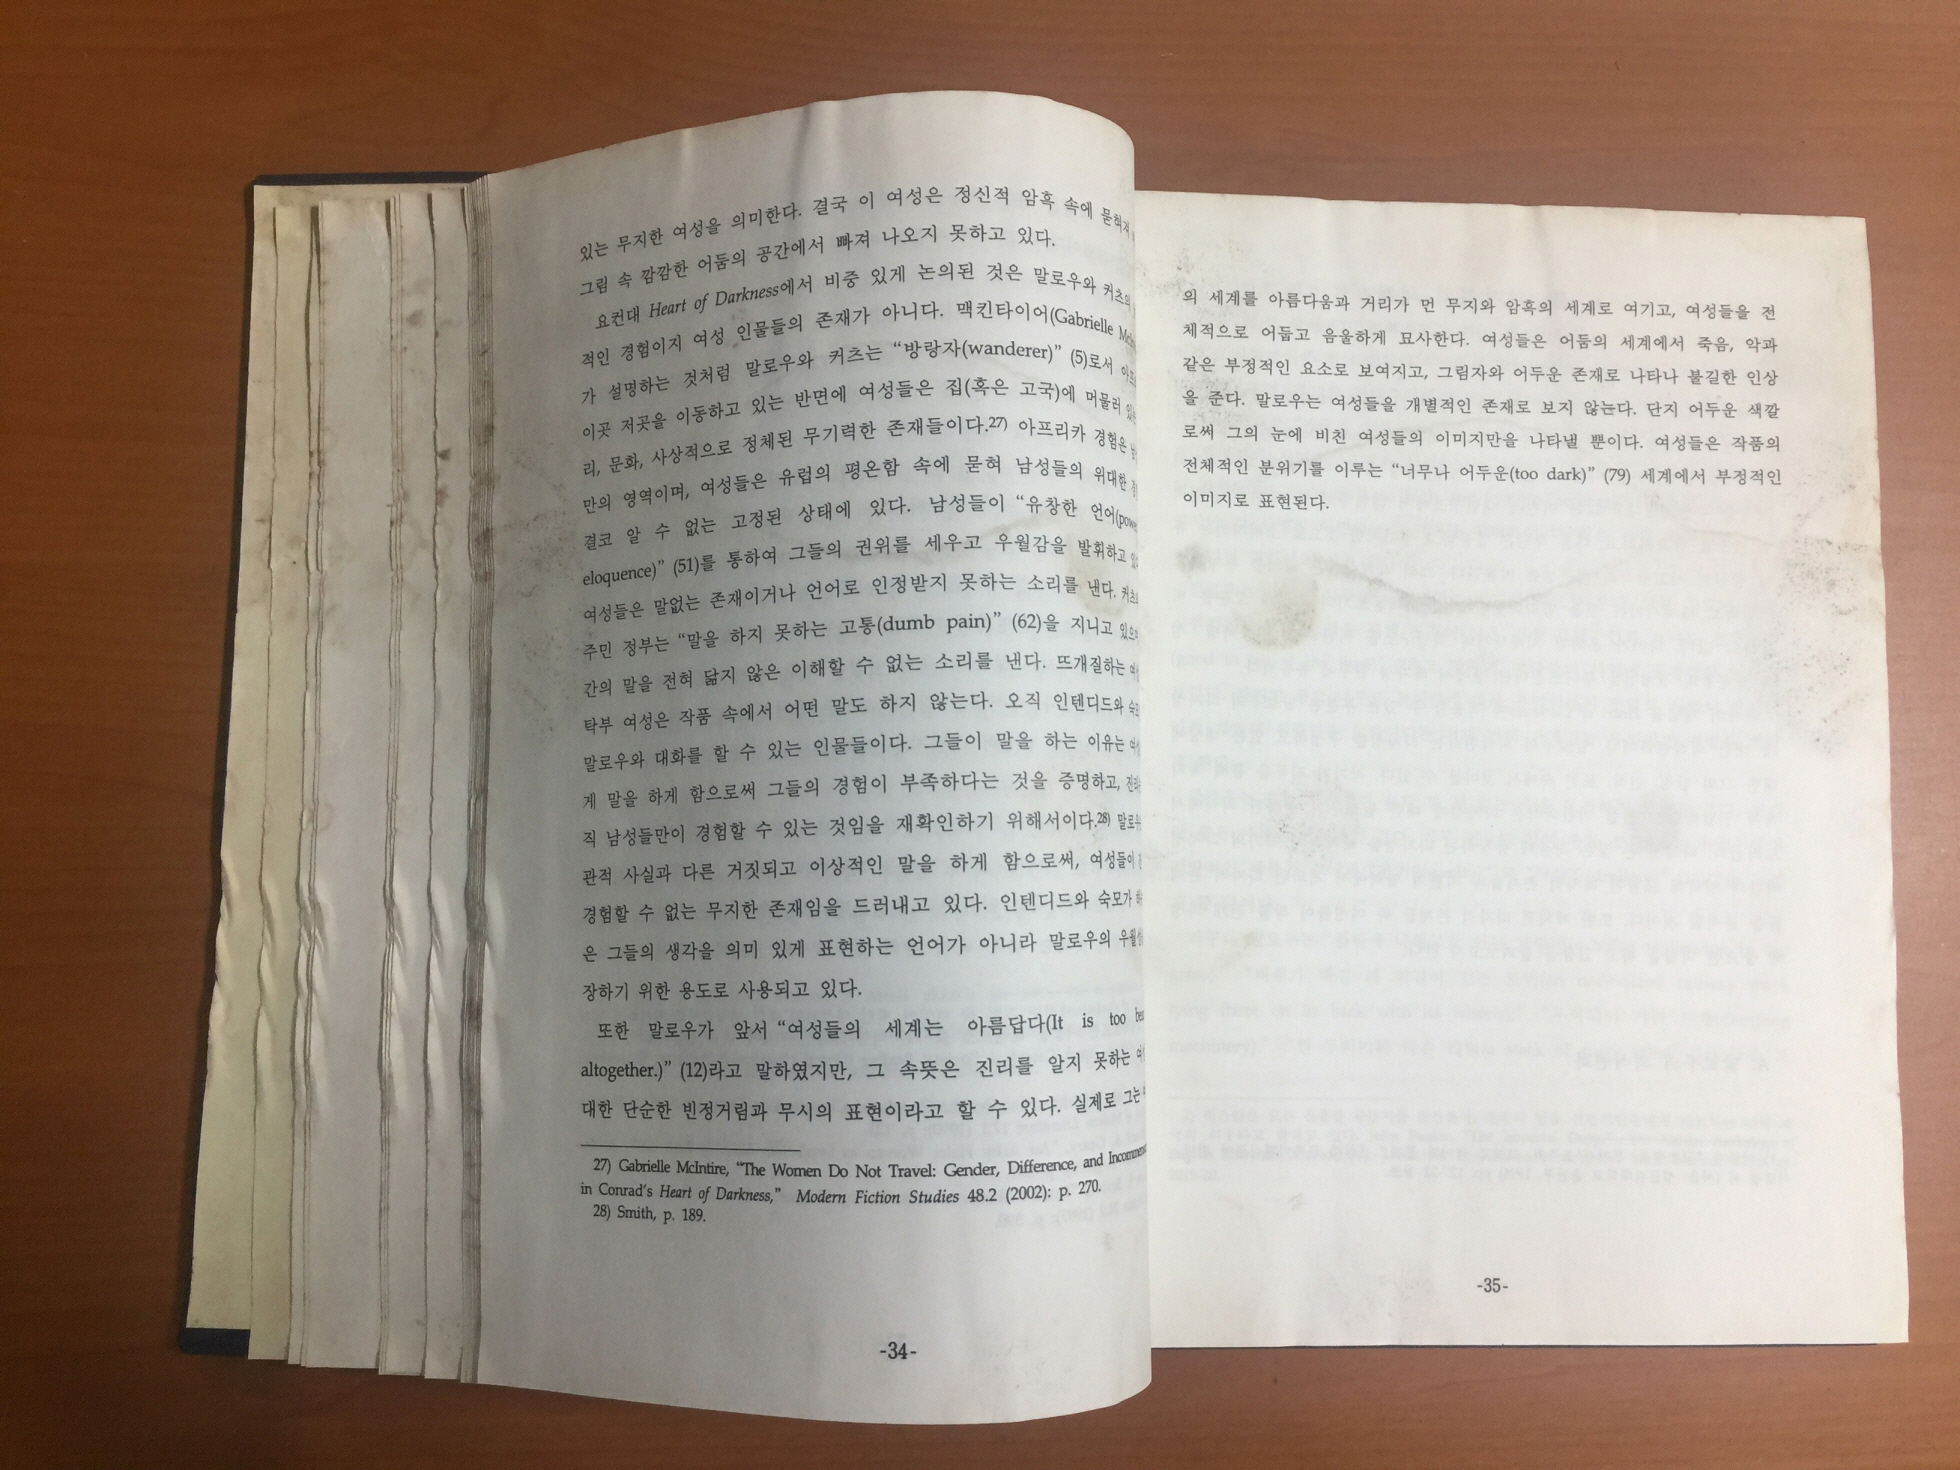 있는 무지한 여성을 의미한다. 결국 이 여성은 정신적 암흑 속에 묻혀져
그림 속 깜깜한 어둠의 공간에서 빠져 나오지 못하고 있다.
요컨대 Heart of Darkness에서 비중 있게 논의된 것은 말로우와 커츠의
적인 경험이지 여성 인물들의 존재가 아니다. 맥킨타이어(Gabrielle
가 설명하는 것처럼 말로우와 커츠는 “방랑자(wanderer)” (5)로서
이곳 저곳을 이동하고 있는 반면에 여성들은 집(혹은 고국)에 머물러
리, 문화, 사상적으로 정체된 무기력한 존재들이다.27) 아프리카 경험은
만의 영역이며, 여성들은 유럽의 평온함 속에 묻혀 남성들의 위대한
결코 알 수 없는 고정된 상태에 있다. 남성들이 “유창한 언어
eloquence)” (51)를 통하여 그들의 권위를 세우고 우월감을 발휘하고
여성들은 말없는 존재이거나 언어로 인정받지 못하는 소리를 낸다.
주민 정부는 “말을 하지 못하는 고통(dumb pain)” (62)을 지니고
간의 말을 전혀 닮지 않은 이해할 수 없는 소리를 낸다. 뜨개질하는
탁부 여성은 작품 속에서 어떤 말도 하지 않는다. 오직 인텐디드와
말로우와 대화를 할 수 있는 인물들이다. 그들이 말을 하는 이유는
게 말을 하게 함으로써 그들의 경험이 부족하다는 것을 증명하고,
직 남성들만이 경험할 수 있는 것임을 재확인하기 위해서이다.28)
관적 사실과 다른 거짓되고 이상적인 말을 하게 함으로써, 여성들이
경험할 수 없는 무지한 존재임을 드러내고 있다. 인텐디드와 숙모가
은 그들의 생각을 의미 있게 표현하는 언어가 아니라 말로우의
장하기 위한 용도로 사용되고 있다.
또한 말로우가 앞서 “여성들의 세계는 아름답다(It is too
altogether.)” (12)라고 말하였지만, 그 속뜻은 진리를 알지 못하는
대한 단순한 빈정거림과 무시의 표현이라고 할 수 있다. 실제로 그는
27) Gabrielle McIntire, “The Women Do Not Travel: Gender, Difference, and
in Conrad's Heart of Darkness,” Modern Fiction Studies 48.2 (2002): p. 270.
28) Smith, p. 189.
-34-
의 세계를 아름다움과 거리가 먼 무지와 암흑의 세계로 여기고, 여성들을 전
체적으로 어둡고 음울하게 묘사한다. 여성들은 어둠의 세계에서 죽음, 악과
같은 부정적인 요소로 보여지고, 그림자와 어두운 존재로 나타나 불길한 인상
을 준다. 말로우는 여성들을 개별적인 존재로 보지 않는다. 단지 어두운 색깔
로써 그의 눈에 비친 여성들의 이미지만을 나타낼 뿐이다. 여성들은 작품의
전체적인 분위기를 이루는 “너무나 어두운(too dark)” (79) 세계에서 부정적인
이미지로 표현된다.
-35-